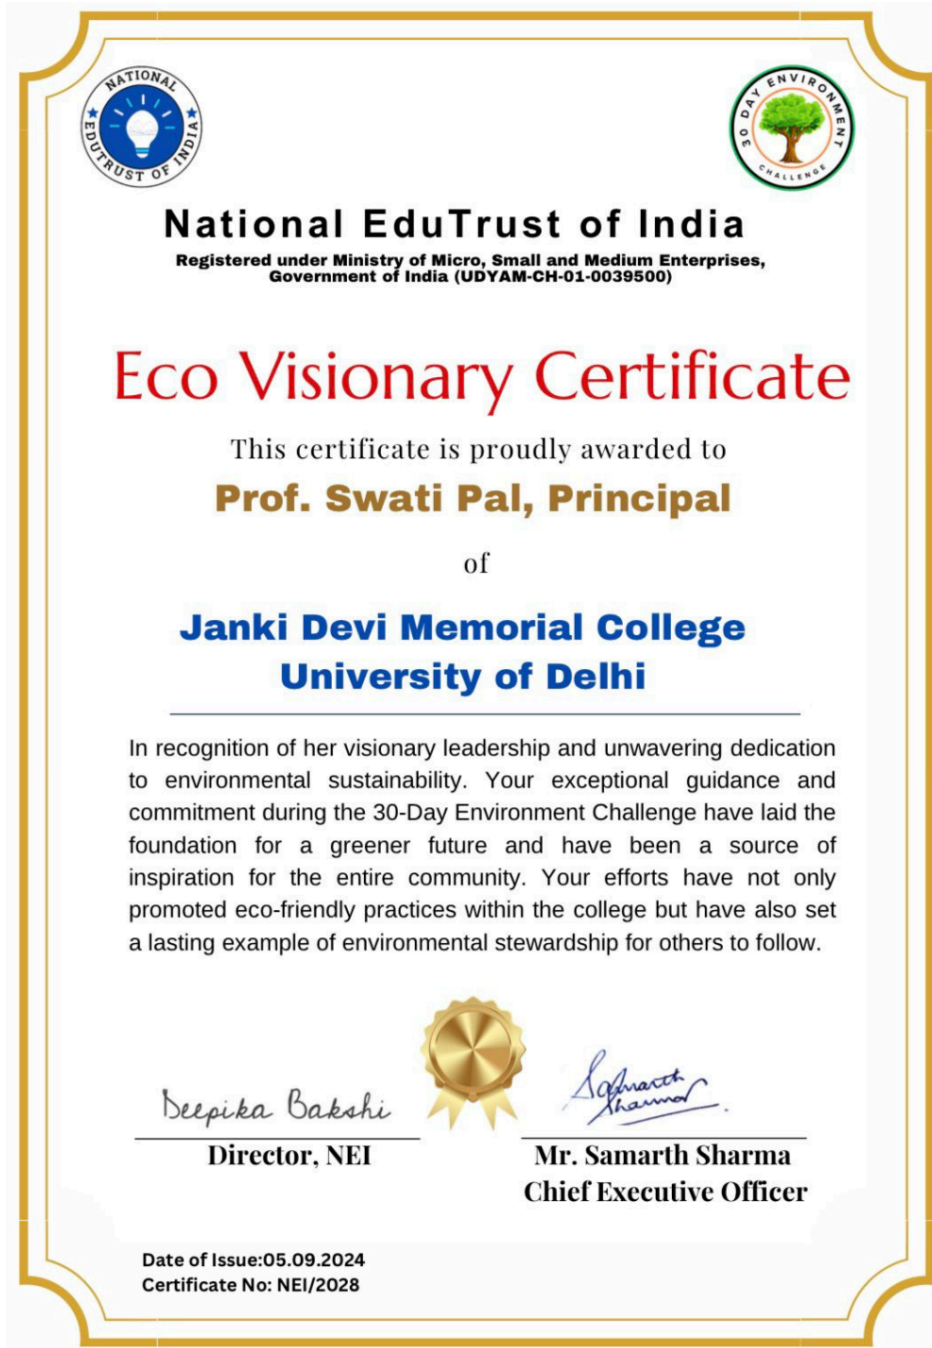 NATIONAL
EDUTRUST OF INDIA
30 DAY ENVIRONMENT
CHALLENGE
National EduTrust of India
Registered under Ministry of Micro, Small and Medium Enterprises,
Government of India (UDYAM-CH-01-0039500)
Eco Visionary Certificate
This certificate is proudly awarded to
Prof. Swati Pal, Principal
of
Janki Devi Memorial College
University of Delhi
In recognition of her visionary leadership and unwavering dedication
to environmental sustainability. Your exceptional guidance and
commitment during the 30-Day Environment Challenge have laid the
foundation for a greener future and have been a source of
inspiration for the entire community. Your efforts have not only
promoted eco-friendly practices within the college but have also set
a lasting example of environmental stewardship for others to follow.
Deepika Bakshi
Director, NEI
Samarth
Sharma
Mr. Samarth Sharma
Chief Executive Officer
Date of Issue:05.09.2024
Certificate No: NEI/2028